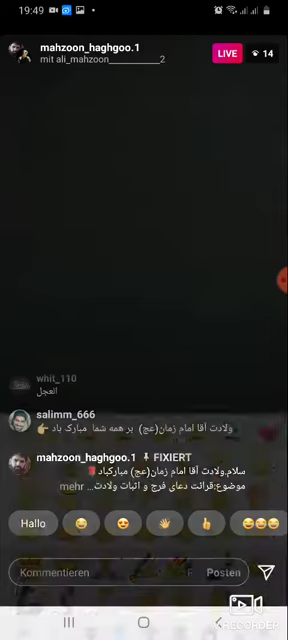 19:49
mahzoon_haghgoo.1
mit ali_mahzoon__________2
LIVE
14
whit_110
العجل
salimm_666
ولادت آقا امام زمان(عج) بر همه شما مبارک باد 👉
mahzoon_haghgoo.1 FIXIERT
سلام,ولادت آقا امام زمان(عج) مبارکباد
موضوع:قرائت دعای فرج و اثبات ولادت... mehr
Hallo
Kommentieren
Posten
RECORDER